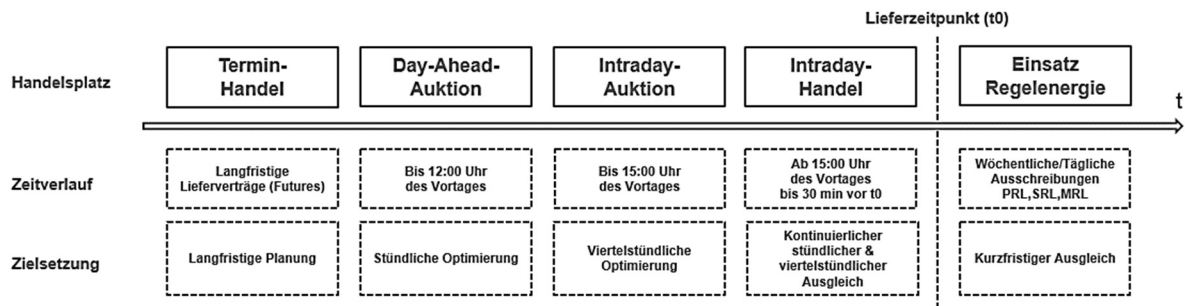 Lieferzeitpunkt (t0)
Handelsplatz
Termin-
Handel
Day-Ahead-
Auktion
Intraday-
Auktion
Intraday-
Handel
Einsatz
Regelenergie
t
Zeitverlauf
Langfristige
Lieferverträge (Futures)
Bis 12:00 Uhr
des Vortages
Bis 15:00 Uhr
des Vortages
Ab 15:00 Uhr
des Vortages
bis 30 min vor t0
Wöchentliche/Tägliche
Ausschreibungen
PRL,SRL,MRL
Zielsetzung
Langfristige Planung
Stündliche Optimierung
Viertelstündliche
Optimierung
Kontinuierlicher
stündlicher &
viertelstündlicher
Ausgleich
Kurzfristiger Ausgleich